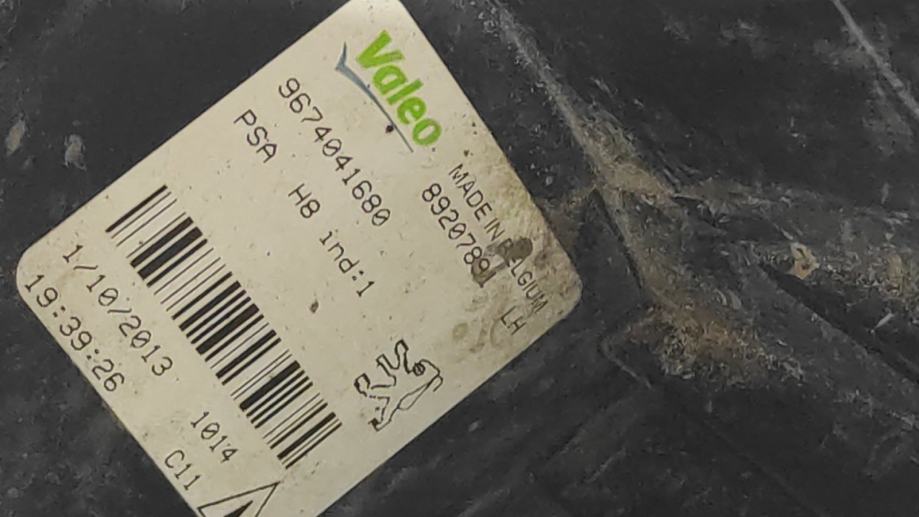 Valeo
MADE IN BELGIUM
9674041680
89207891 LH
PSA H8 ind:1
1/10/2013 1014
19:39:26 C11